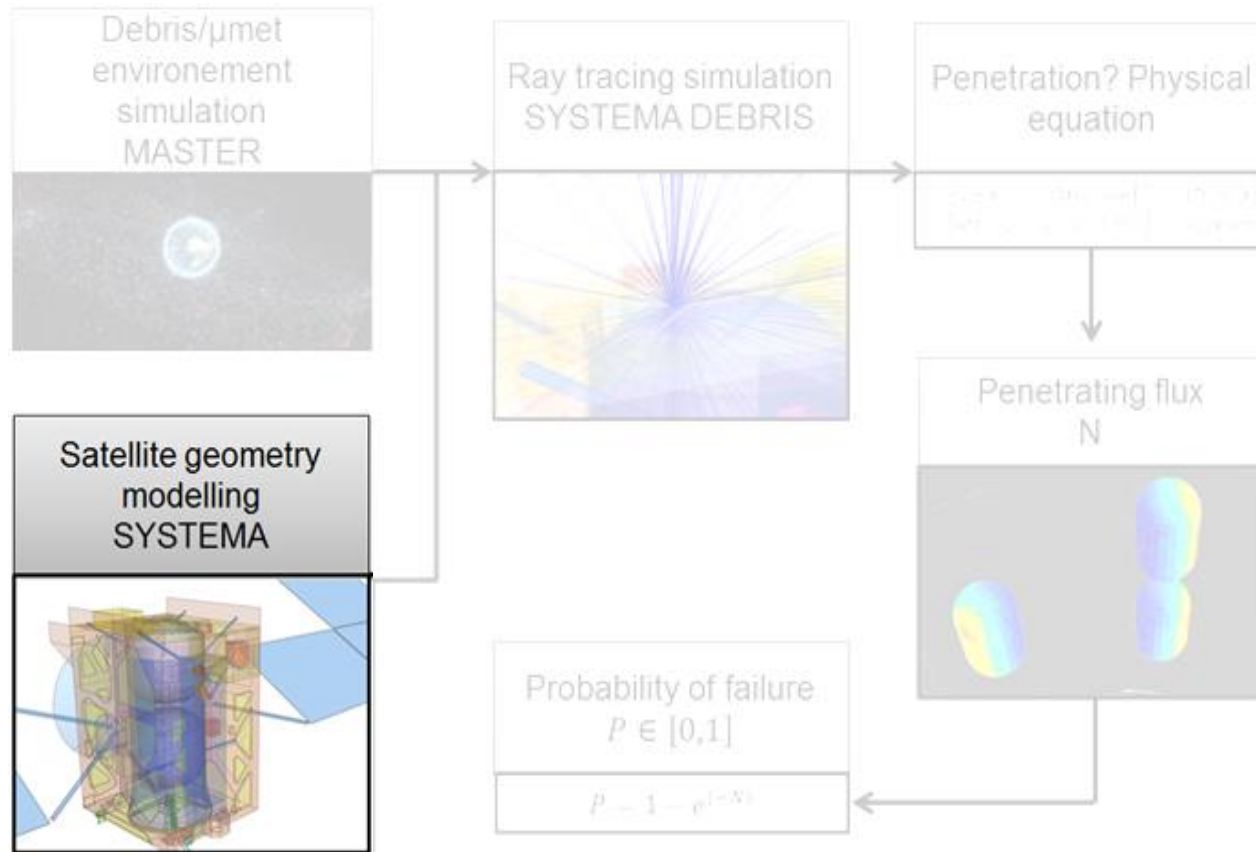 Debris/µmet
environement
simulation
MASTER
Ray tracing simulation
SYSTEMA DEBRIS
Penetration? Physical
equation
Satellite geometry
modelling
SYSTEMA
Penetrating flux
N
Probability of failure
P ∈ [0,1]
P = 1 − e^(−N)